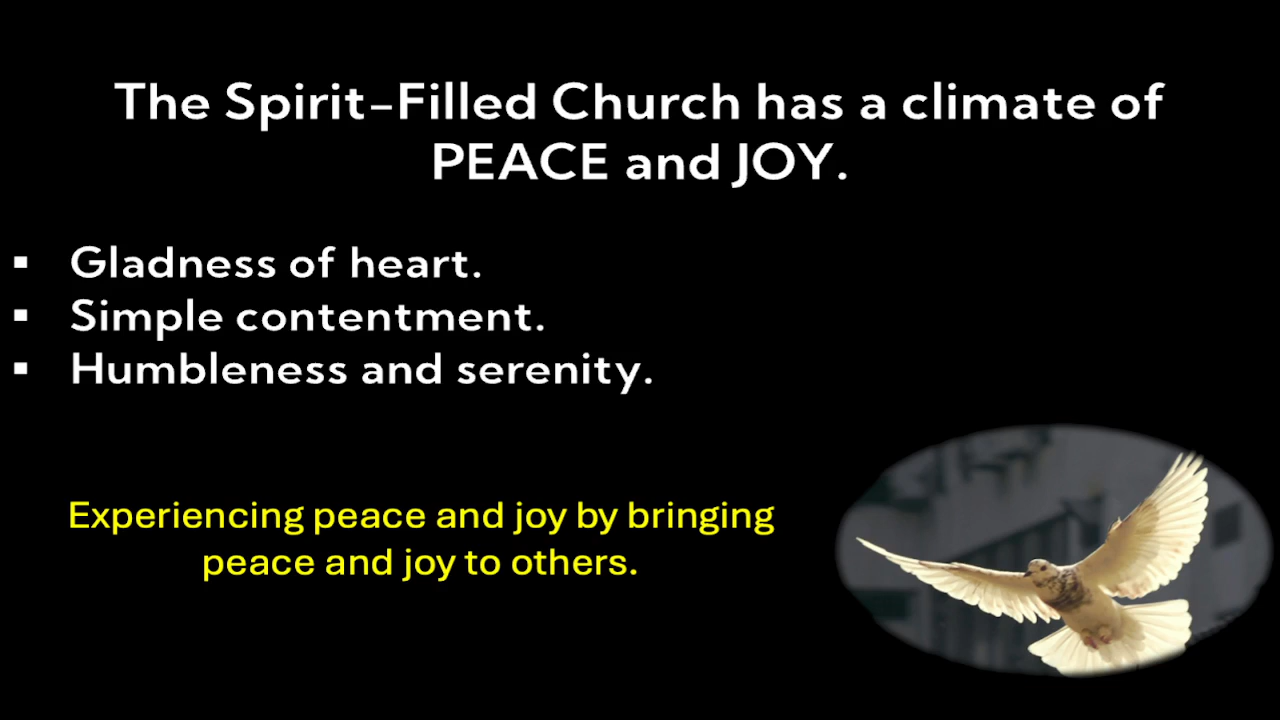 The Spirit-Filled Church has a climate of
PEACE and JOY.
▪ Gladness of heart.
▪ Simple contentment.
▪ Humbleness and serenity.
Experiencing peace and joy by bringing
peace and joy to others.